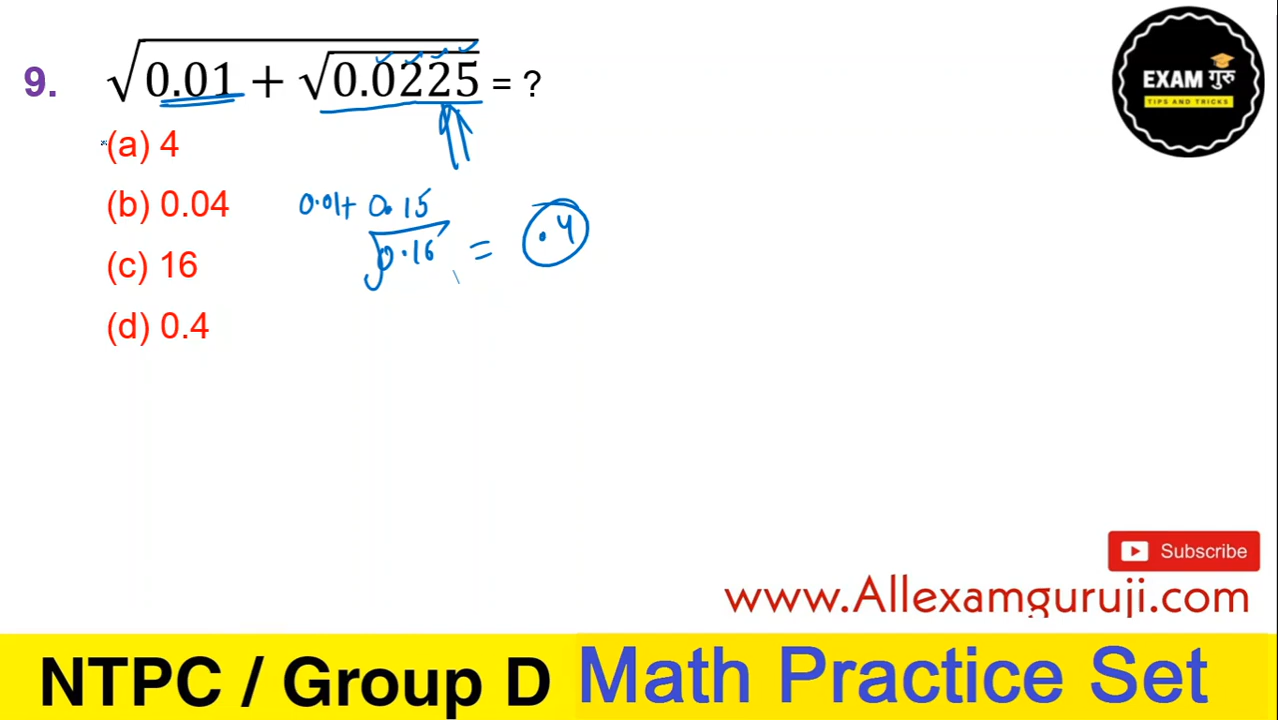 9. √0.01 + √0.0225 = ?
(a) 4
(b) 0.04
(c) 16
(d) 0.4
0.01+ 0.15
√0.16 = .4
EXAM गुरु
TIPS AND TRICKS
Subscribe
www.Allexamguruji.com
NTPC / Group D Math Practice Set